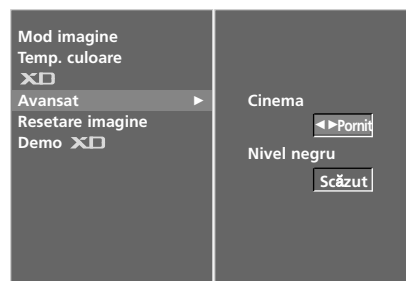 Mod imagine
Temp. culoare
XD
Avansat ►
Resetare imagine
Demo XD
Cinema
◄►Pornit
Nivel negru
Scăzut